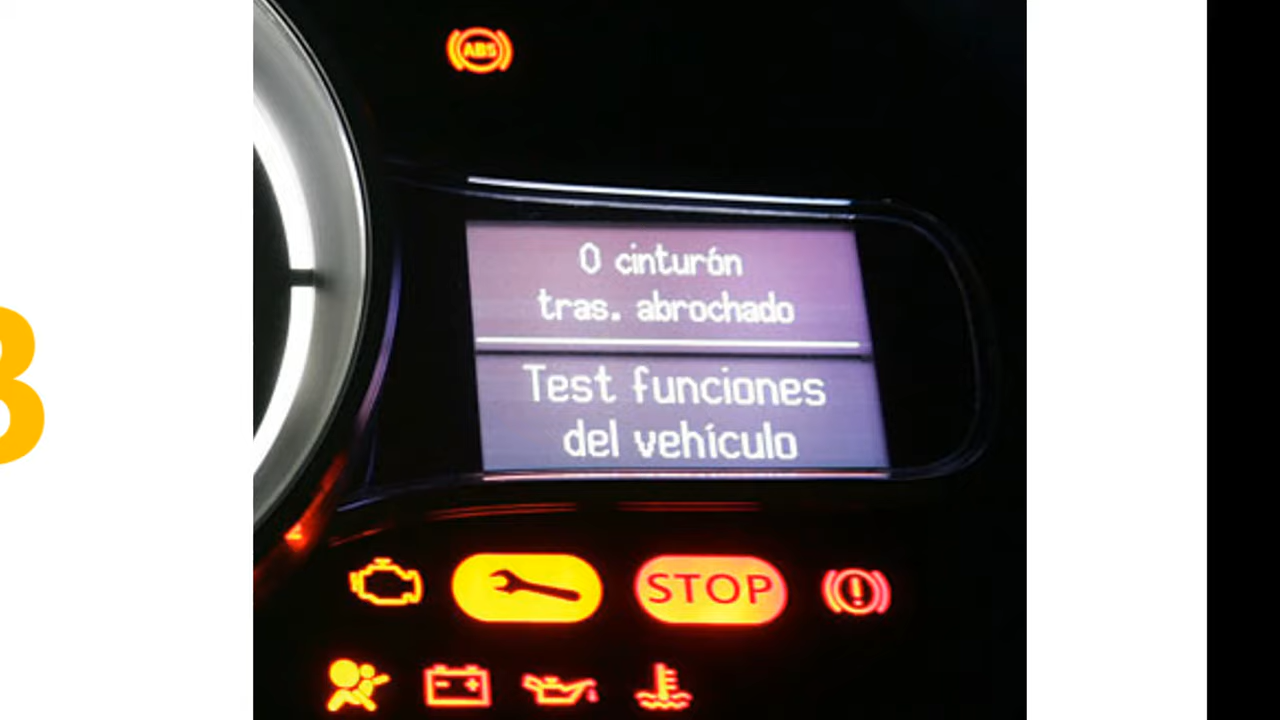 ABS
0 cinturón
tras. abrochado
Test funciones
del vehículo
STOP